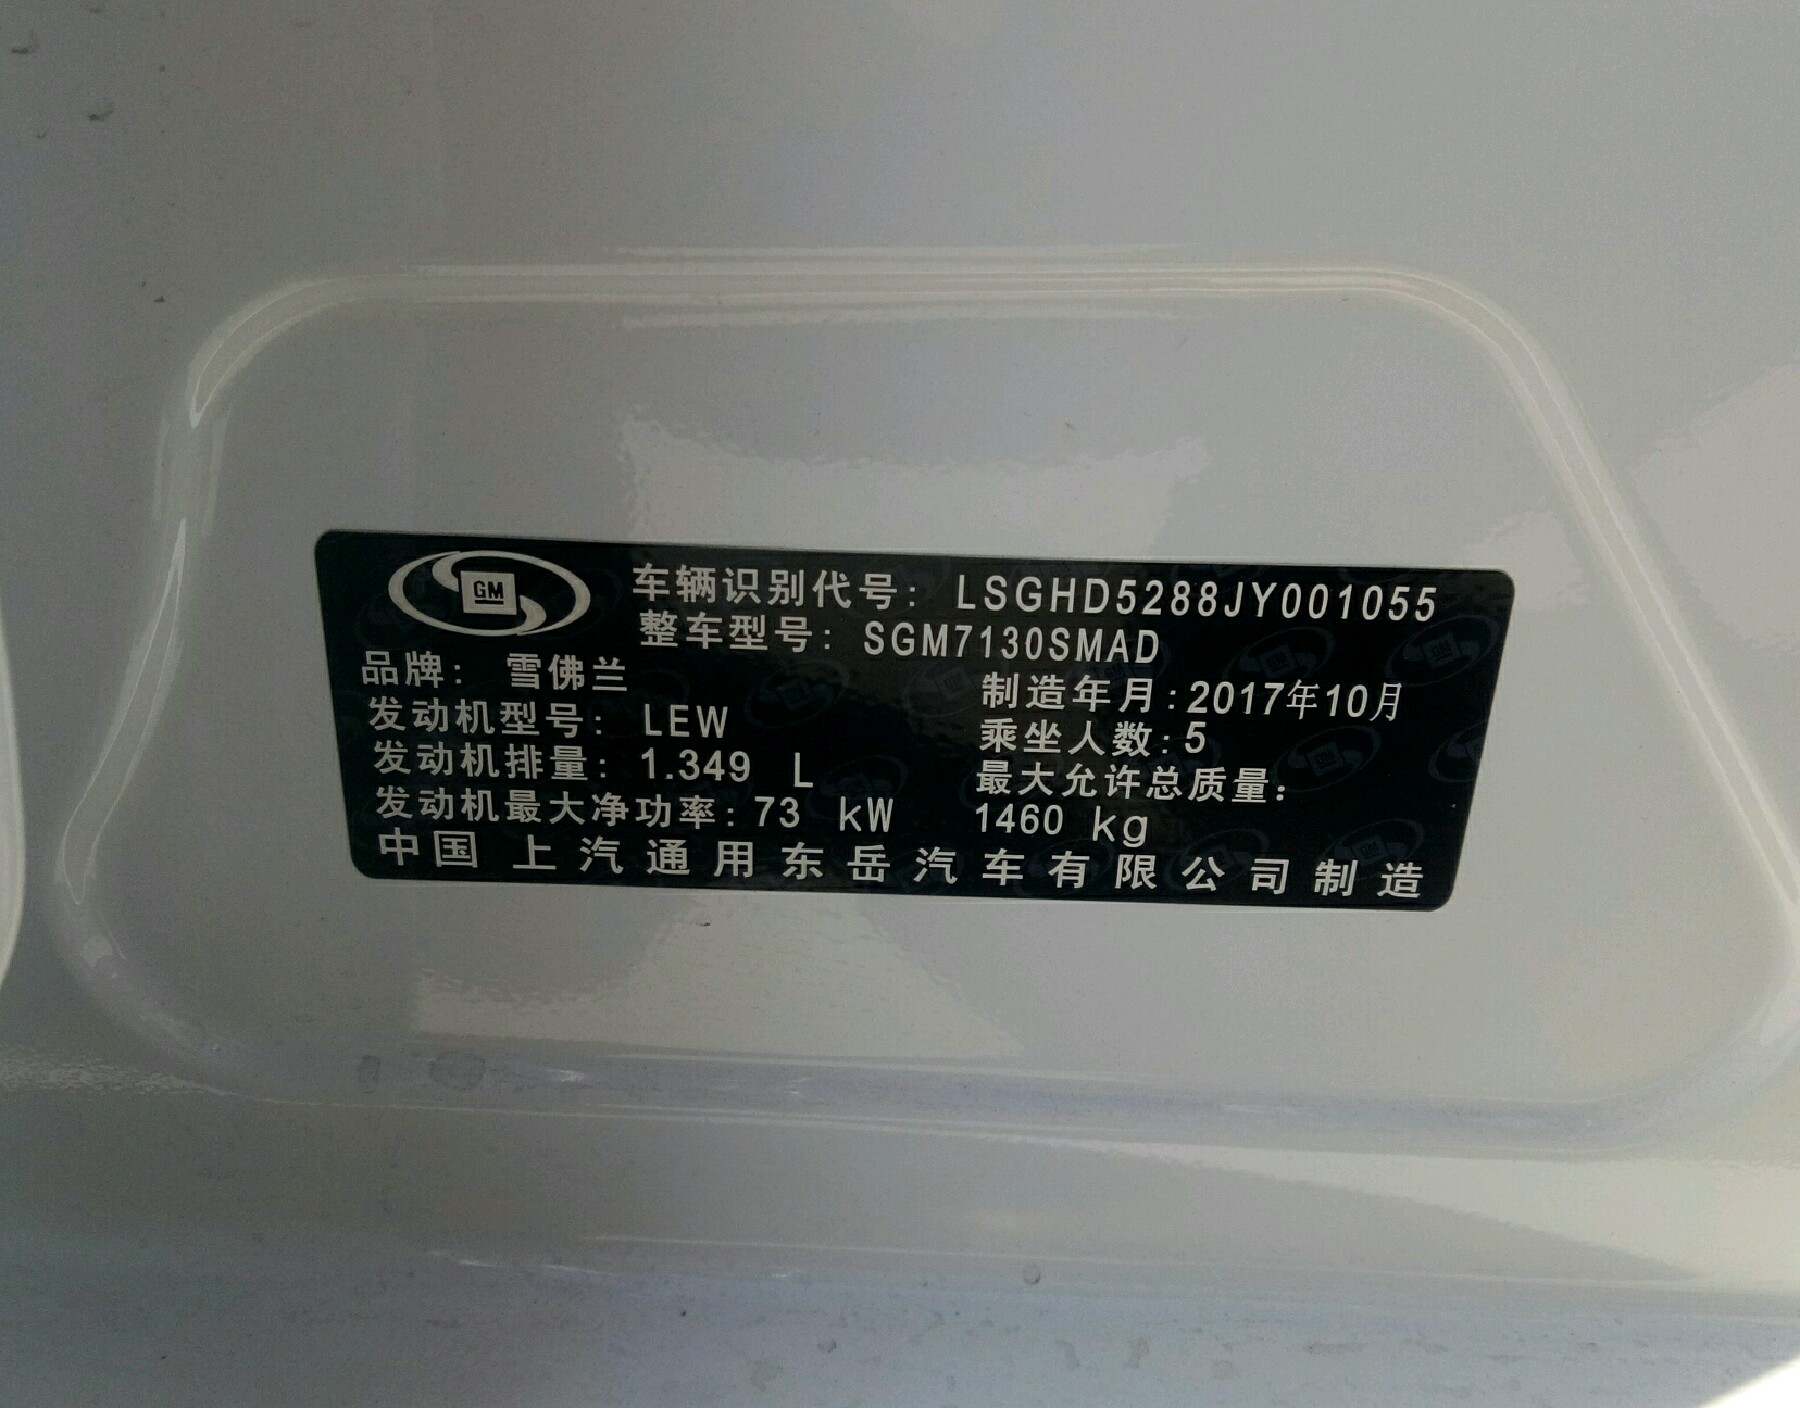 GM
车辆识别代号: LSGHD5288JY001055
整车型号: SGM7130SMAD
品牌: 雪佛兰
制造年月:2017年10月
发动机型号: LEW
乘坐人数:5
发动机排量: 1.349 L
最大允许总质量:
发动机最大净功率:73 kW
1460 kg
中国 上汽通用东岳汽车有限公司制造